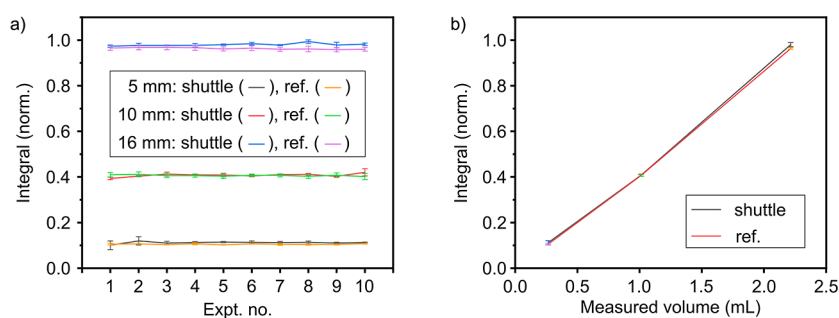 a)
Integral (norm.)
1.0
0.8
0.6
0.4
0.2
0.0
5 mm: shuttle ( — ), ref. ( — )
10 mm: shuttle ( — ), ref. ( — )
16 mm: shuttle ( — ), ref. ( — )
1 2 3 4 5 6 7 8 9 10
Expt. no.
b)
Integral (norm.)
1.0
0.8
0.6
0.4
0.2
0.0
shuttle
ref.
0.0 0.5 1.0 1.5 2.0 2.5
Measured volume (mL)